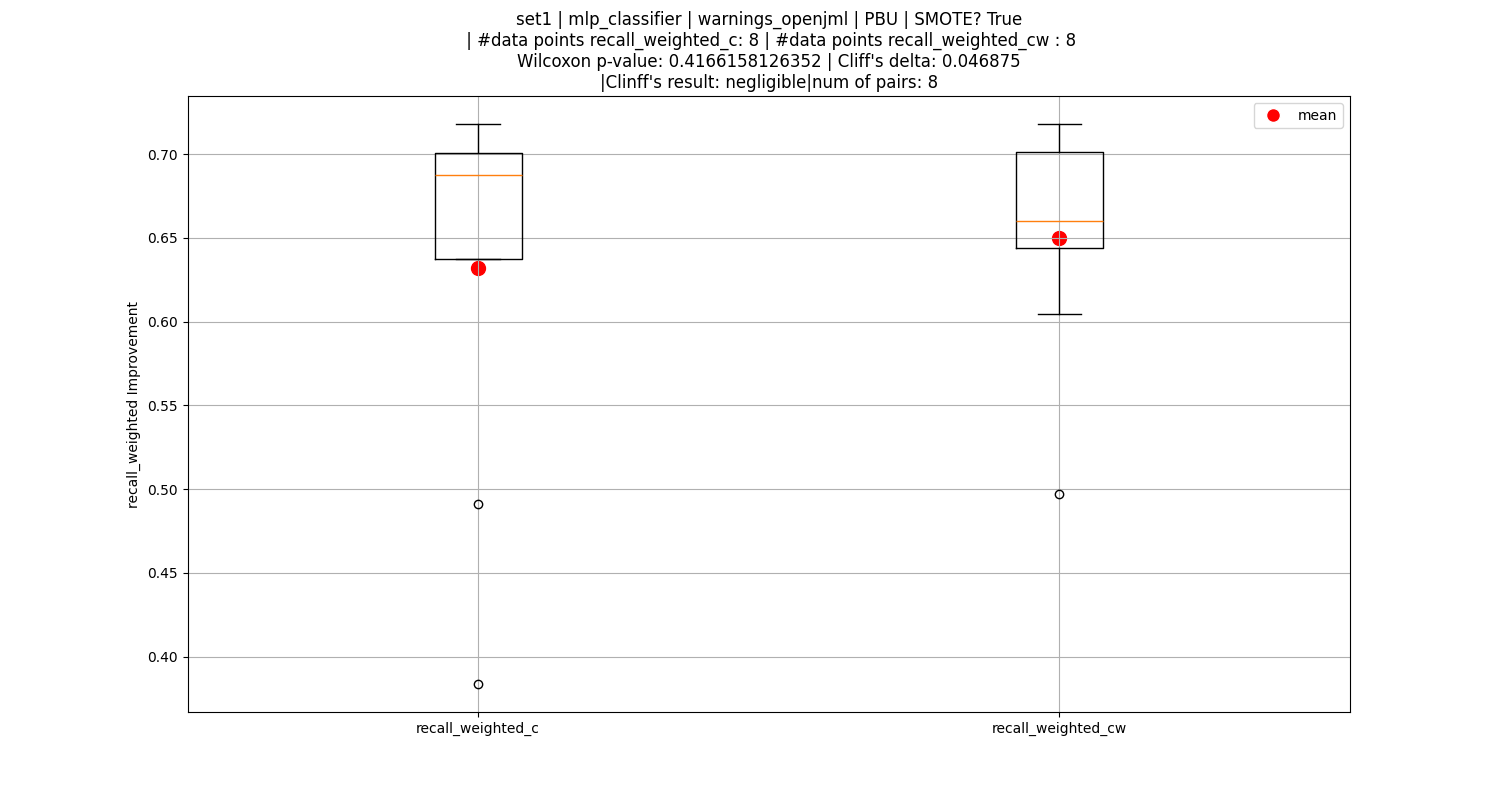 set1 | mlp_classifier | warnings_openjml | PBU | SMOTE? True
| #data points recall_weighted_c: 8 | #data points recall_weighted_cw : 8
Wilcoxon p-value: 0.4166158126352 | Cliff's delta: 0.046875
|Clinff's result: negligible|num of pairs: 8
mean
recall_weighted Improvement
0.70
0.65
0.60
0.55
0.50
0.45
0.40
recall_weighted_c
recall_weighted_cw